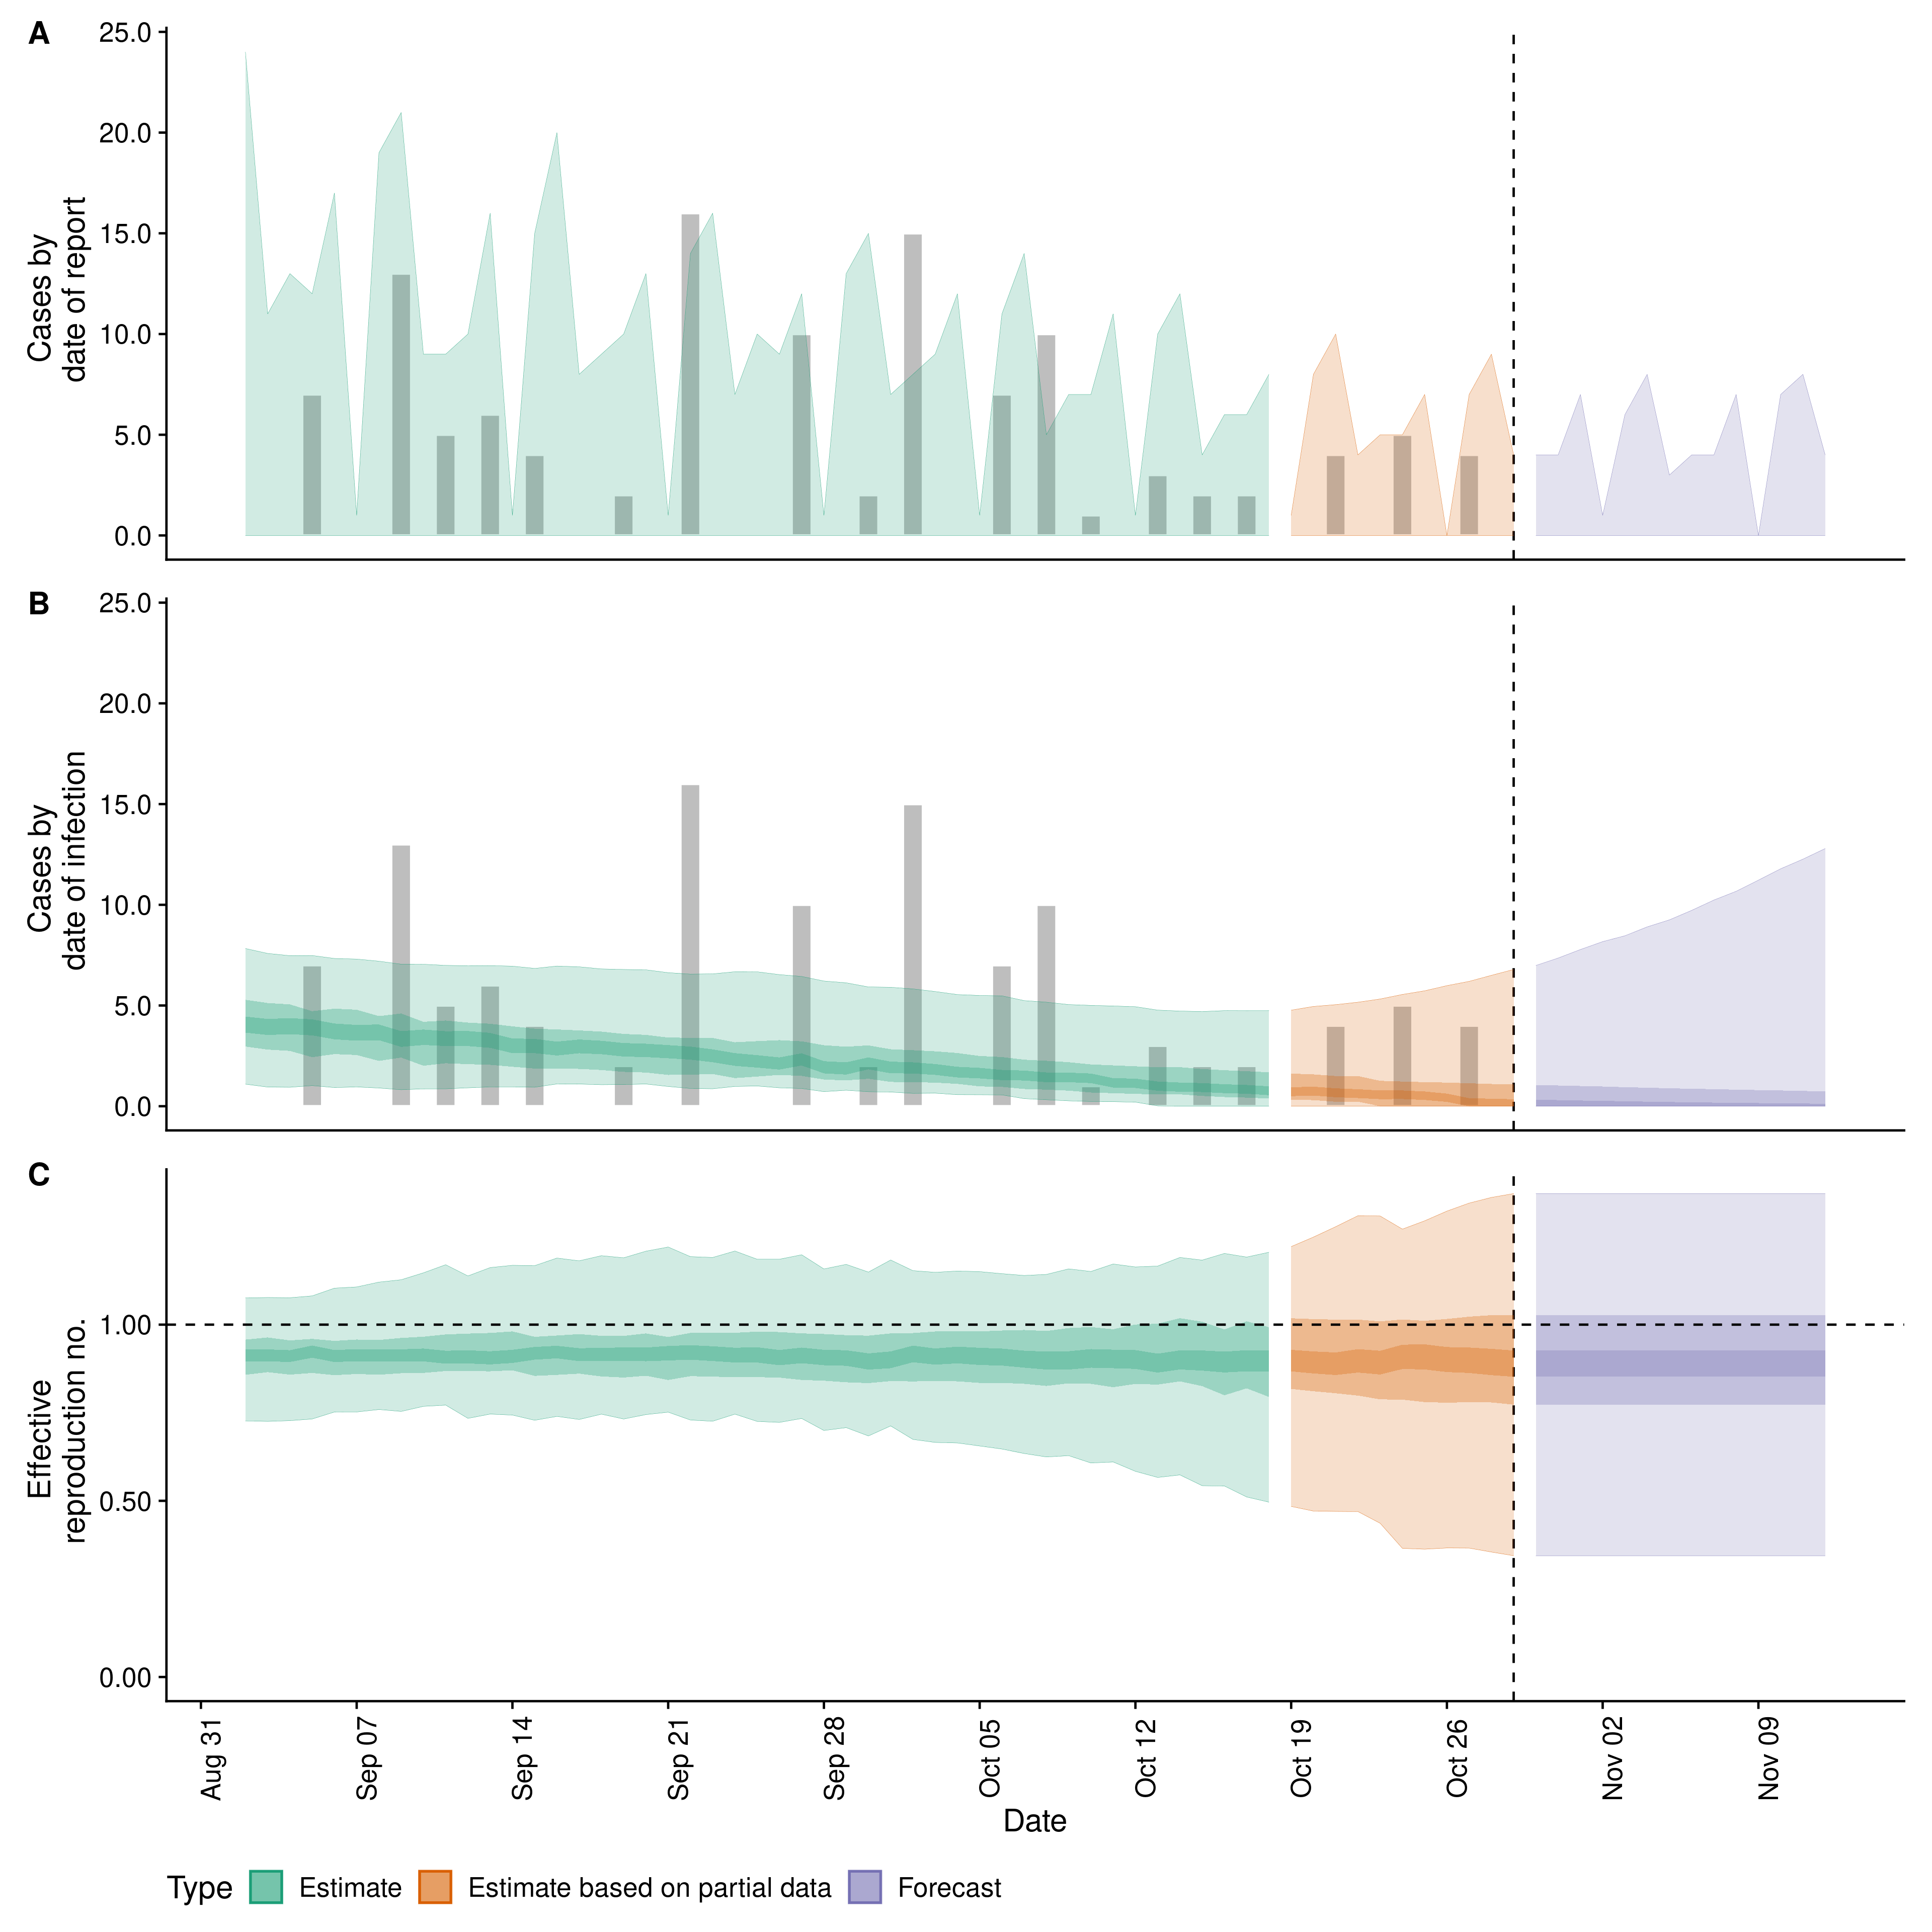 A
Cases by
date of report
25.0
20.0
15.0
10.0
5.0
0.0
B
Cases by
date of infection
25.0
20.0
15.0
10.0
5.0
0.0
C
Effective
reproduction no.
1.00
0.50
0.00
Aug 31
Sep 07
Sep 14
Sep 21
Sep 28
Oct 05
Oct 12
Oct 19
Oct 26
Nov 02
Nov 09
Date
Type Estimate Estimate based on partial data Forecast